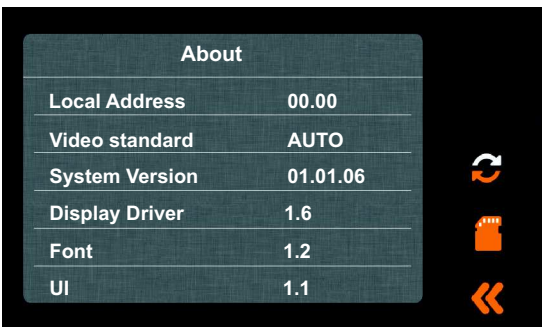 About
Local Address 00.00
Video standard AUTO
System Version 01.01.06
Display Driver 1.6
Font 1.2
UI 1.1